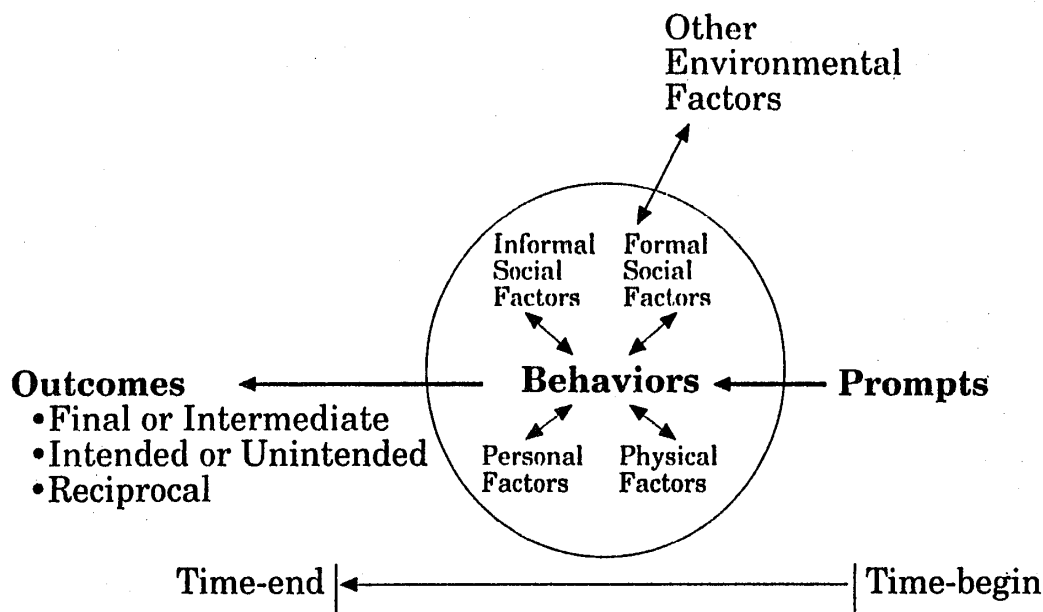 Other
Environmental
Factors
Informal
Social
Factors
Formal
Social
Factors
Outcomes
•Final or Intermediate
•Intended or Unintended
•Reciprocal
Behaviors
Prompts
Personal
Factors
Physical
Factors
Time-end
Time-begin